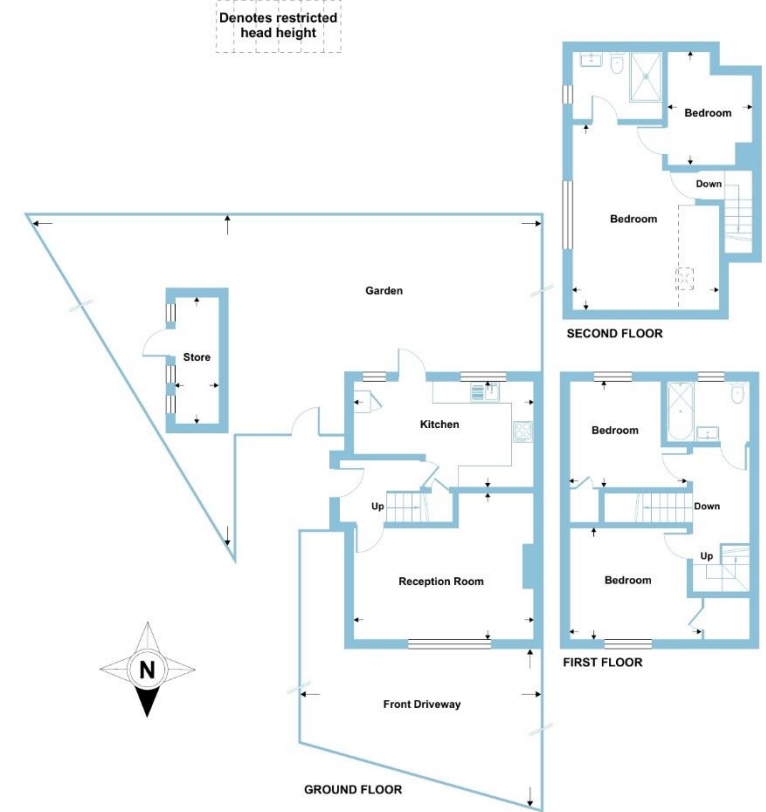 Denotes restricted
head height
Bedroom
Down
Bedroom
SECOND FLOOR
Garden
Store
Kitchen
Up
Reception Room
Bedroom
Down
Up
Bedroom
FIRST FLOOR
N
Front Driveway
GROUND FLOOR